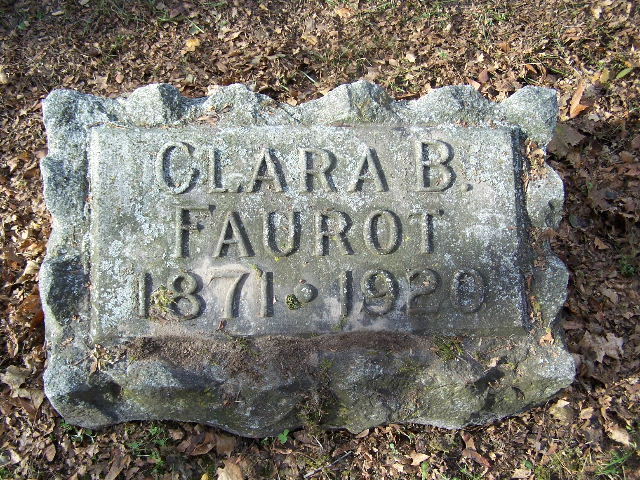 CLARA B.
FAUROT
1871 • 1920